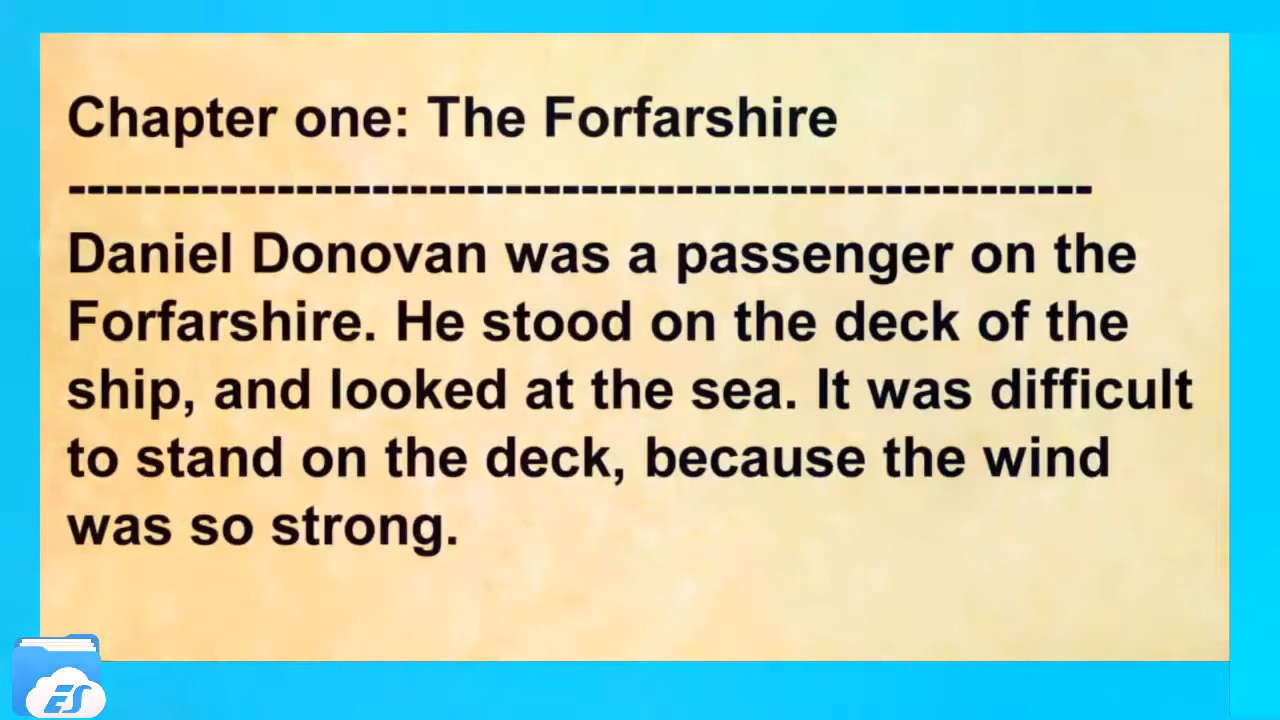 Chapter one: The Forfarshire
------------------------------------------------------
Daniel Donovan was a passenger on the
Forfarshire. He stood on the deck of the
ship, and looked at the sea. It was difficult
to stand on the deck, because the wind
was so strong.
ES